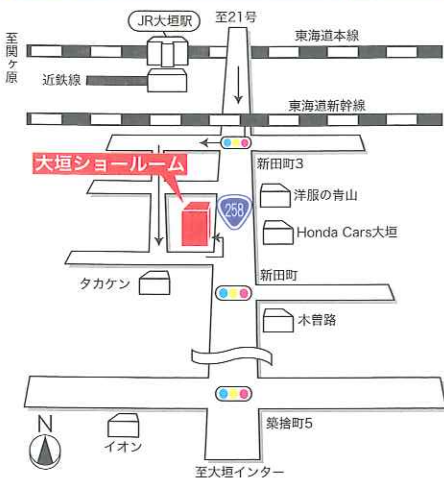 JR大垣駅
至21号
至関ヶ原
東海道本線
近鉄線
東海道新幹線
新田町3
大垣ショールーム
洋服の青山
258
Honda Cars大垣
新田町
タカケン
木曽路
築捨町5
イオン
N
至大垣インター